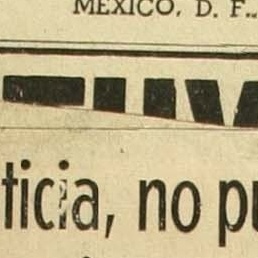 MEXICO, D. F.,
ticia, no pu